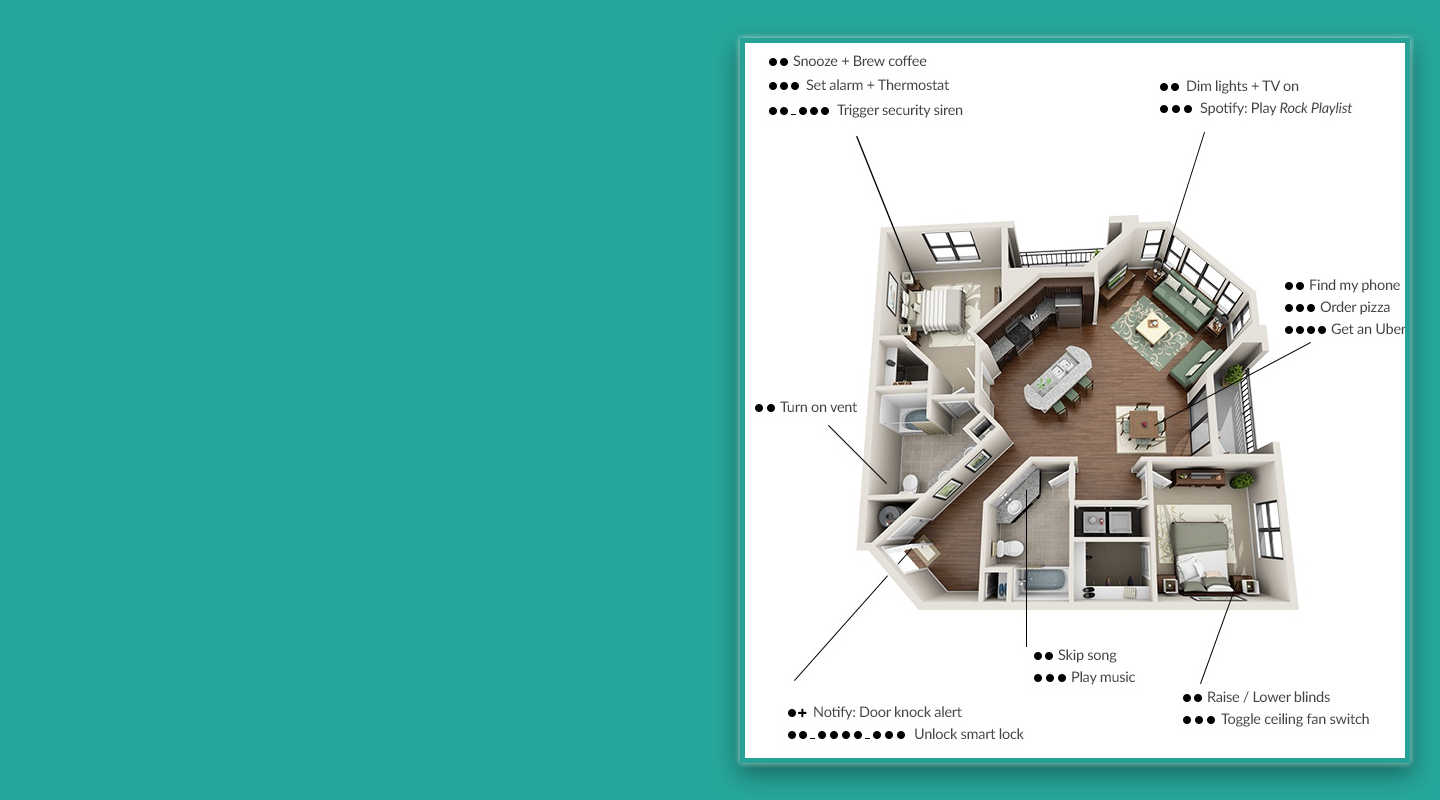 ●● Snooze + Brew coffee
●●● Set alarm + Thermostat
●●_●●● Trigger security siren
●● Dim lights + TV on
●●● Spotify: Play Rock Playlist
●● Find my phone
●●● Order pizza
●●●● Get an Uber
●● Turn on vent
●● Skip song
●●● Play music
●● Raise / Lower blinds
●●● Toggle ceiling fan switch
●+ Notify: Door knock alert
●●_●●●●_●●● Unlock smart lock